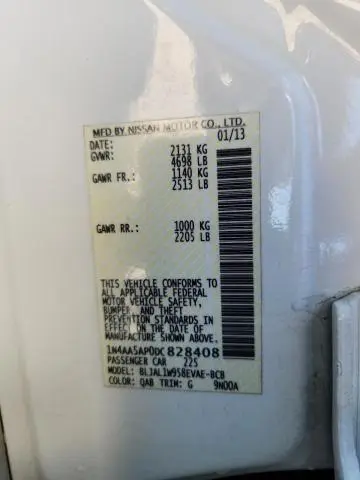 MFD BY NISSAN MOTOR CO., LTD.
DATE: 01/13
GVWR: 2131 KG
4698 LB
GAWR FR.: 1140 KG
2513 LB
GAWR RR.: 1000 KG
2205 LB
THIS VEHICLE CONFORMS TO
ALL APPLICABLE FEDERAL
MOTOR VEHICLE SAFETY,
BUMPER, AND THEFT
PREVENTION STANDARDS
IN EFFECT ON THE DATE OF
MANUFACTURE SHOWN ABOVE.
1N4AA5AP0DC 828408
PASSENGER CAR 225
MODEL: BLJAL1W958EVAE-BCB
COLOR: QAB TRIM: G 9N00A